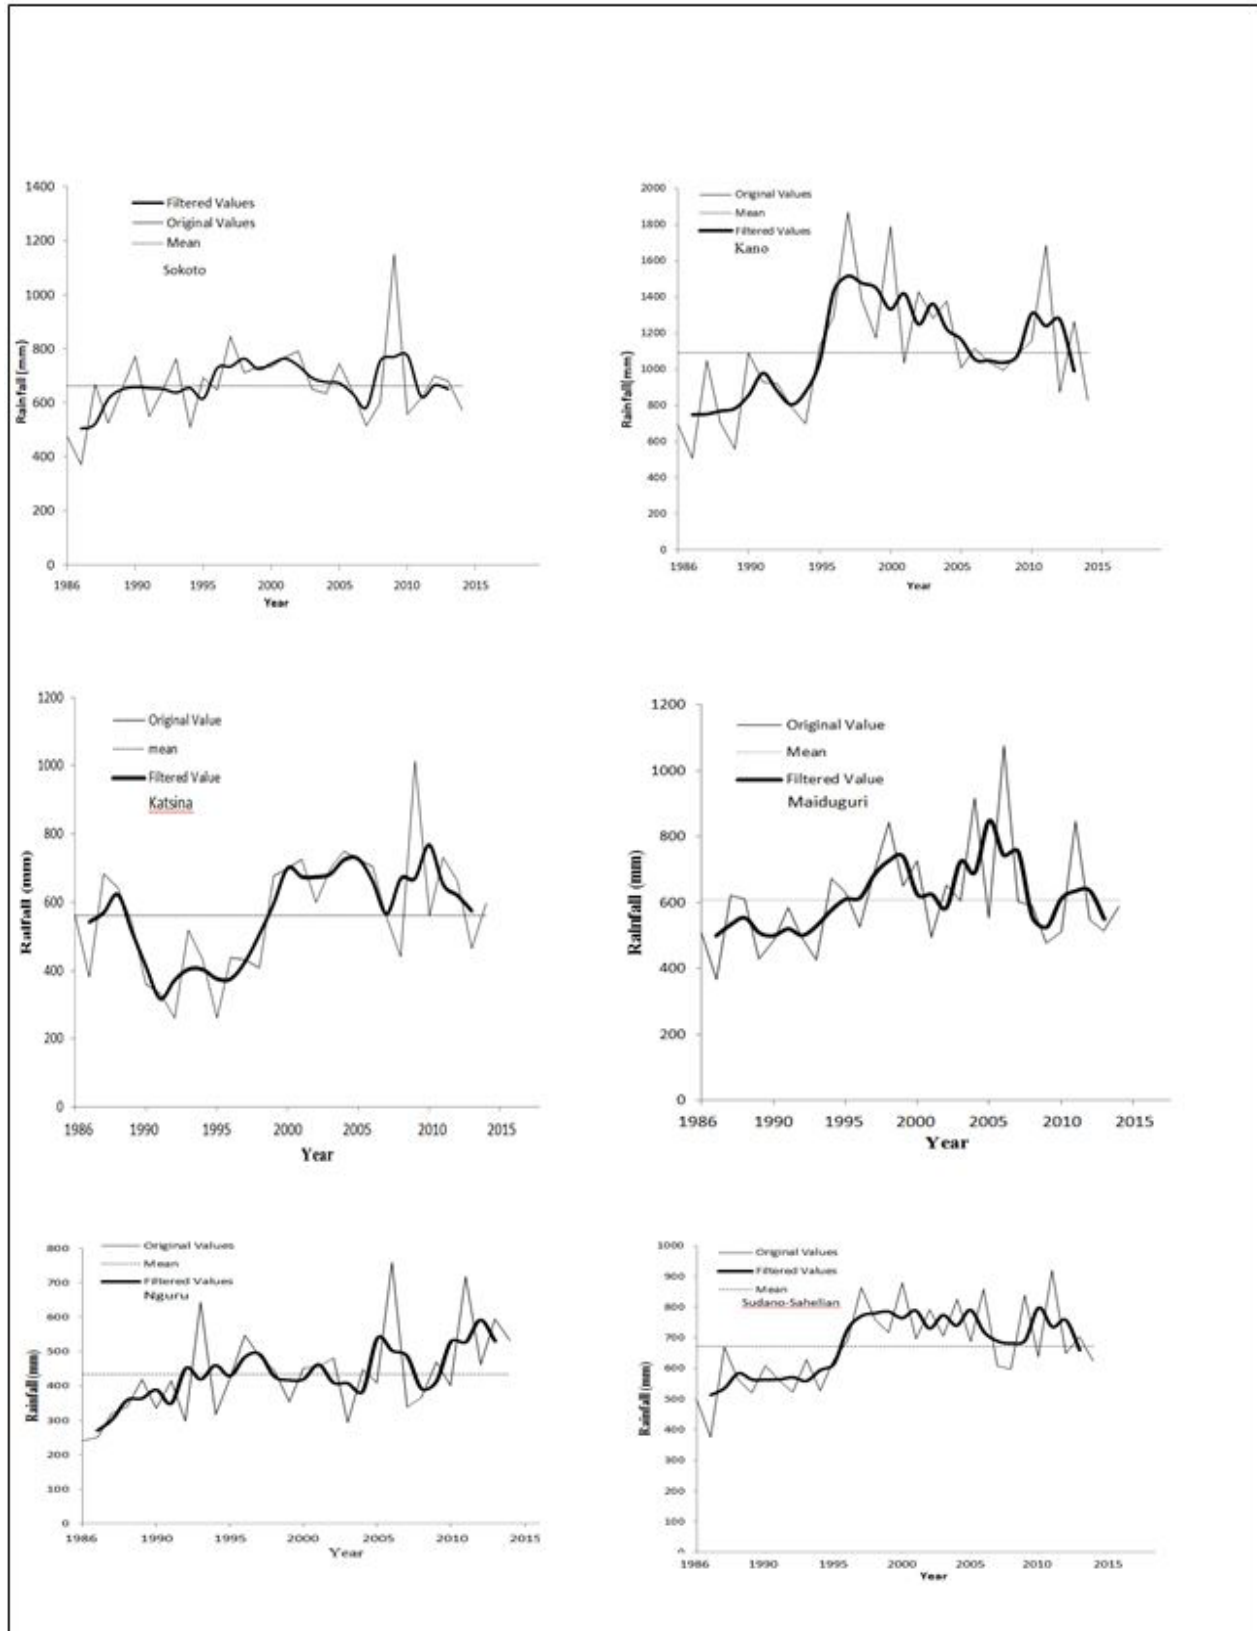 1400
1200
1000
800
600
400
200
0
Rainfall (mm)
Filtered Values
Original Values
Mean
Sokoto
1986 1990 1995 2000 2005 2010 2015
Year
2000
1800
1600
1400
1200
1000
800
600
400
200
0
Rainfall(mm)
Original Values
Mean
Filtered Values
Kano
1986 1990 1995 2000 2005 2010 2015
Year
1200
1000
800
600
400
200
0
Rainfall (mm)
Original Value
mean
Filtered Value
Katsina
1986 1990 1995 2000 2005 2010 2015
Year
1200
1000
800
600
400
200
0
Rainfall (mm)
Original Value
Mean
Filtered Value
Maiduguri
1986 1990 1995 2000 2005 2010 2015
Year
800
700
600
500
400
300
200
100
0
Rainfall (mm)
Original Values
Mean
Filtered Values
Nguru
1986 1990 1995 2000 2005 2010 2015
Year
1000
900
800
700
600
500
400
300
200
100
0
Rainfall (mm)
Original Values
Filtered Values
Mean
Sudano-Sahelian
1986 1990 1995 2000 2005 2010 2015
Year